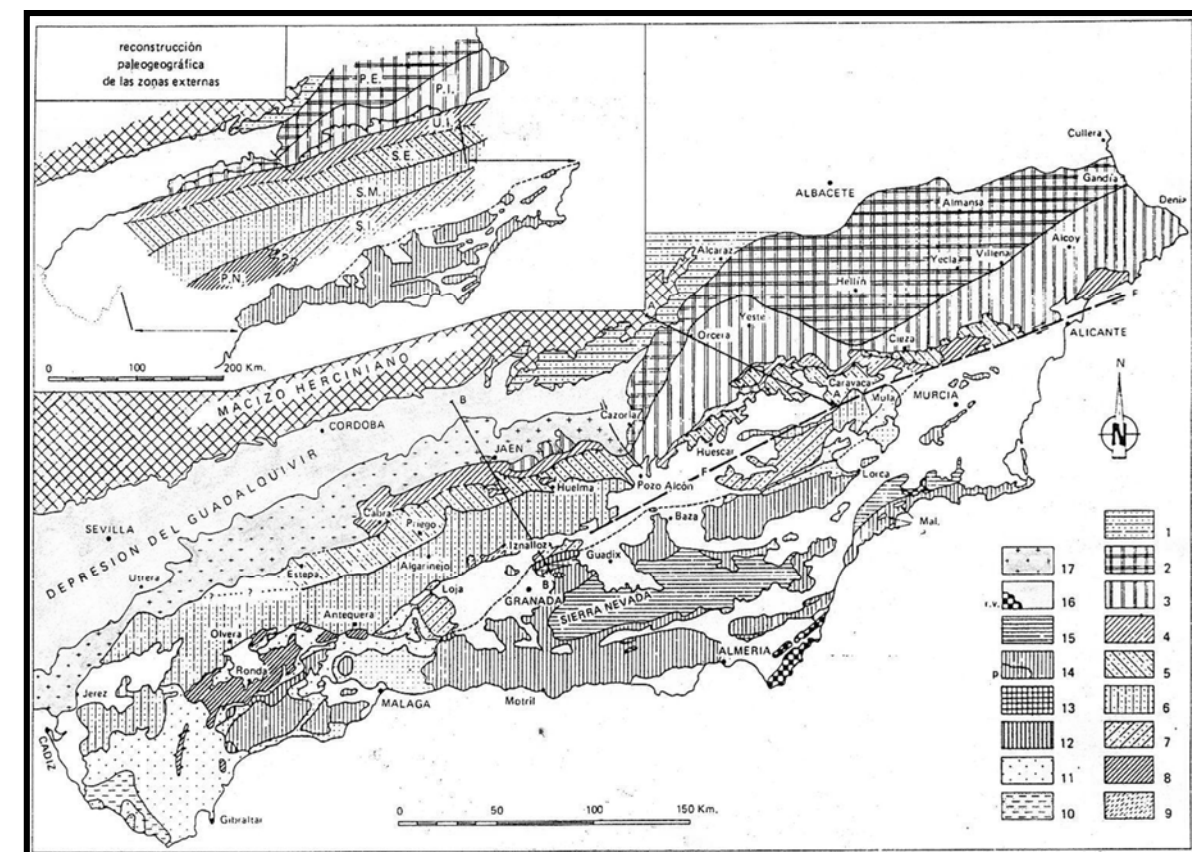 reconstrucción
paleogeográfica
de las zonas externas
P.E.
P.I.
U.I.
S.E.
S.M.
S.I.
P.N.
0 100 200 Km.
Cullera
Gandía
Denia
ALBACETE
Almansa
Alcaraz
Alcoy
Villena
Yecla
Hellín
A
Yeste
Orcera
F
ALICANTE
Cieza
MACIZO HERCINIANO
Caravaca
A'
Mula
MURCIA
N
B
CORDOBA
Cazorla
JAEN
Huescar
F
Pozo Alcón
Lorca
Huelma
DEPRESION DEL GUADALQUIVIR
Cabra
Baza
Mal.
SEVILLA
Priego
Iznalloz
Guadix
Algarinejo
Utrera
Estepa
B'
Loja
GRANADA
SIERRA NEVADA
? ?
Antequera
Olvera
ALMERIA
Ronda
Jerez
MALAGA
Motril
CADIZ
Gibraltar
0 50 100 150 Km.
1
17 2
r.v. 16 3
15 4
p 14 5
13 6
12 7
11 8
10 9